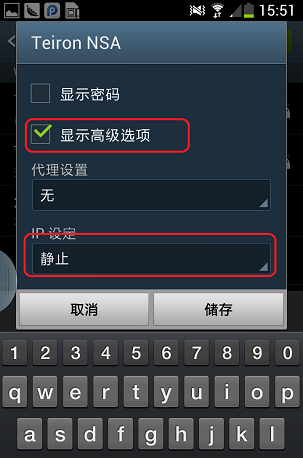 15:51
Teiron NSA
显示密码
显示高级选项
代理设置
无
IP 设定
静止
取消 储存
1 2 3 4 5 6 7 8 9 0
q w e r t y u i o p
a s d f g h j k l